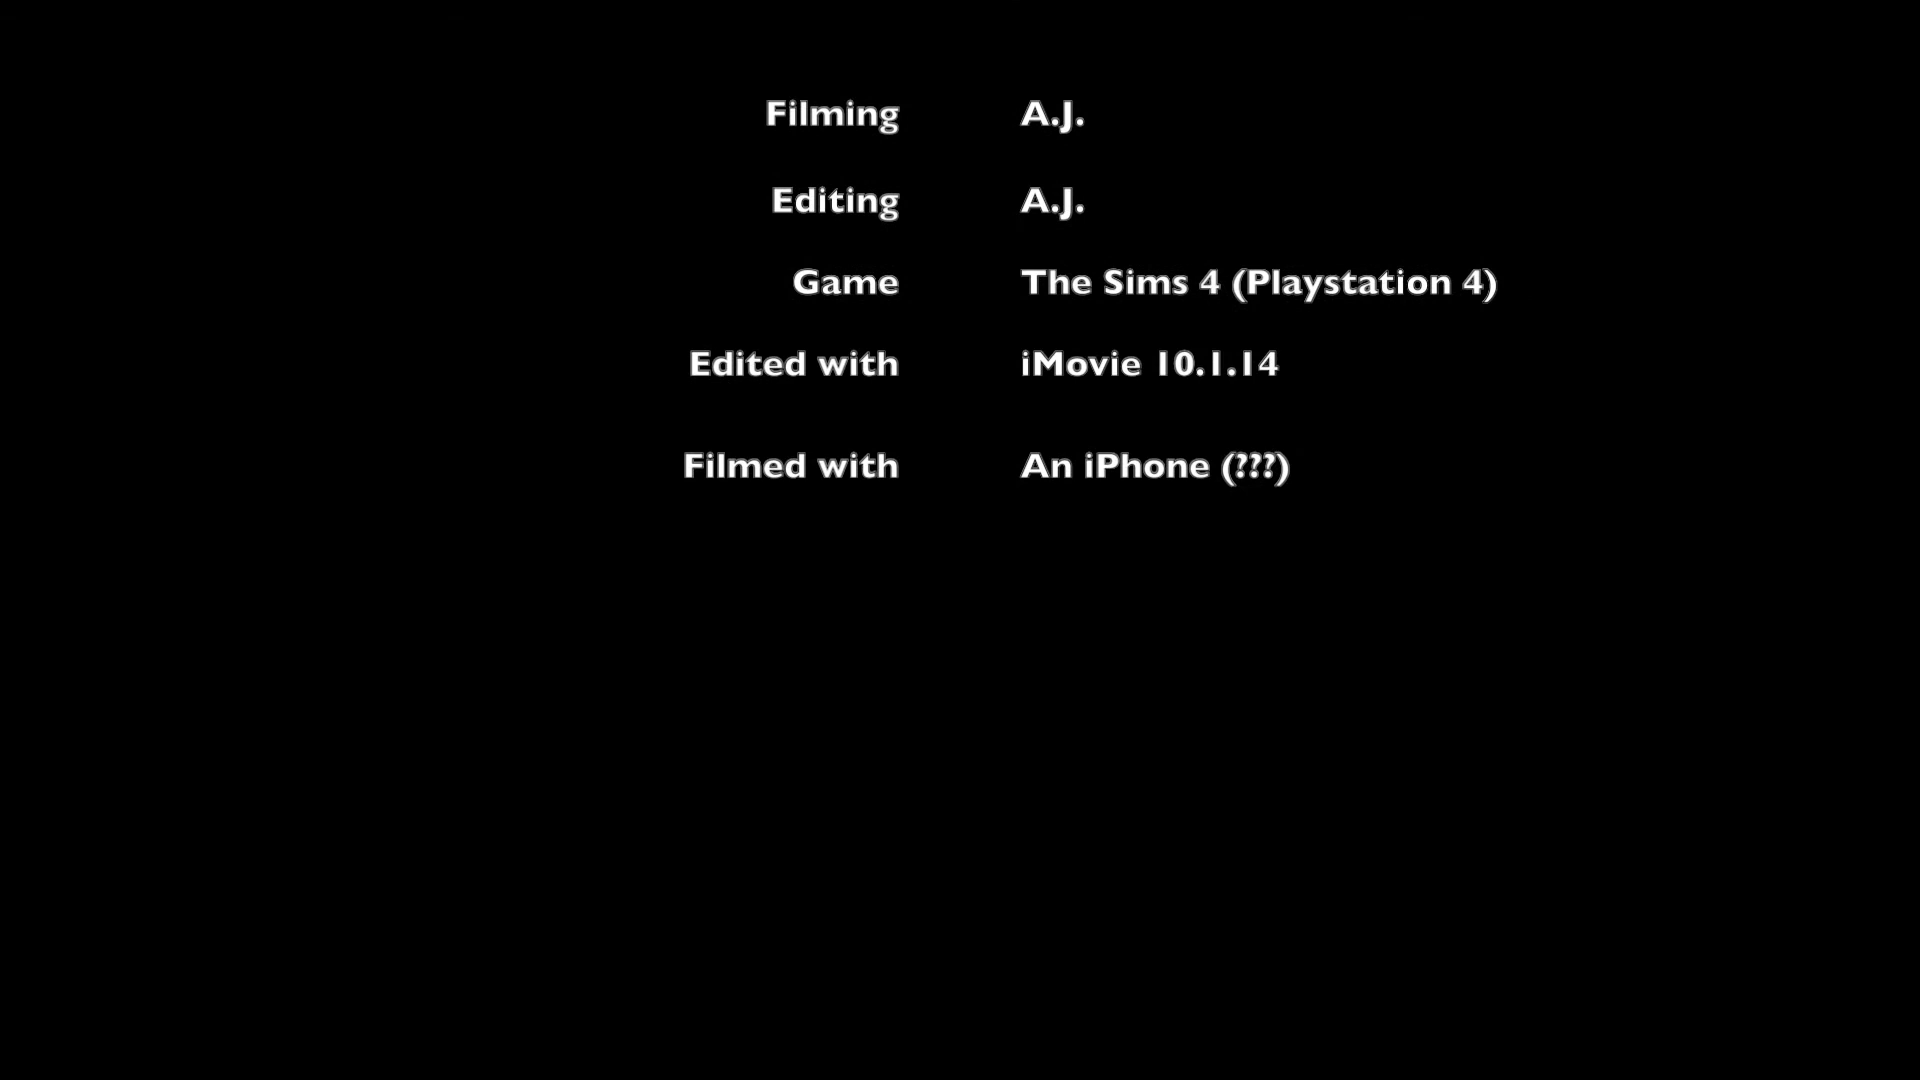 Filming A.J.
Editing A.J.
Game The Sims 4 (Playstation 4)
Edited with iMovie 10.1.14
Filmed with An iPhone (???)